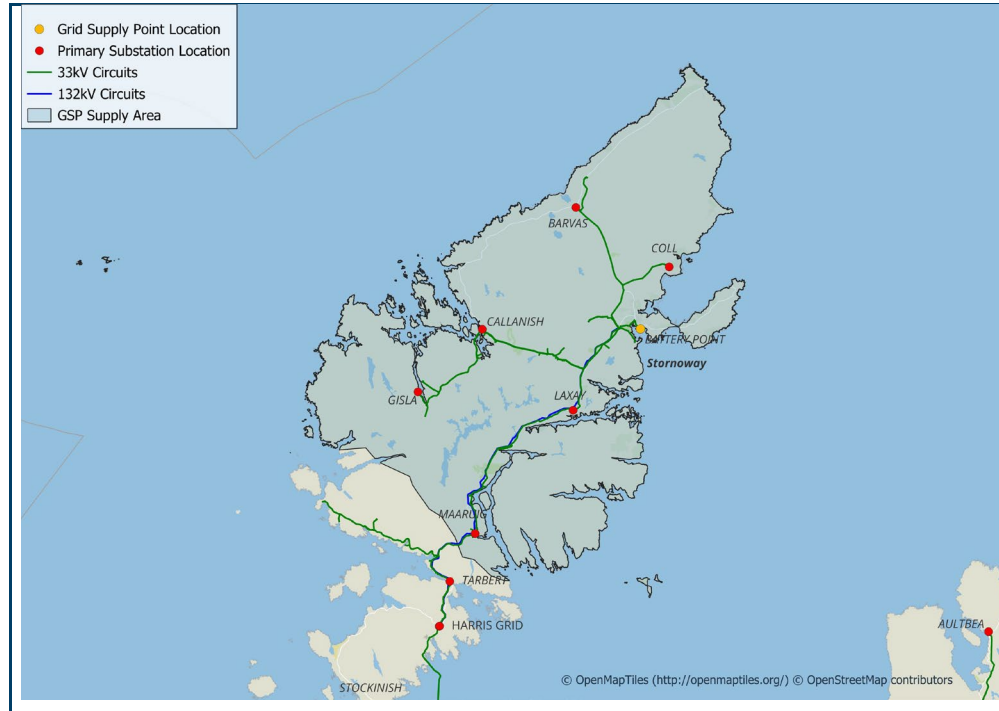 Grid Supply Point Location
Primary Substation Location
33kV Circuits
132kV Circuits
GSP Supply Area
BARVAS
COLL
CALLANISH
BATTERY POINT
Stornoway
GISLA
LAXAY
MAARUIG
TARBERT
HARRIS GRID
AULTBEA
STOCKINISH
© OpenMapTiles (http://openmaptiles.org/) © OpenStreetMap contributors